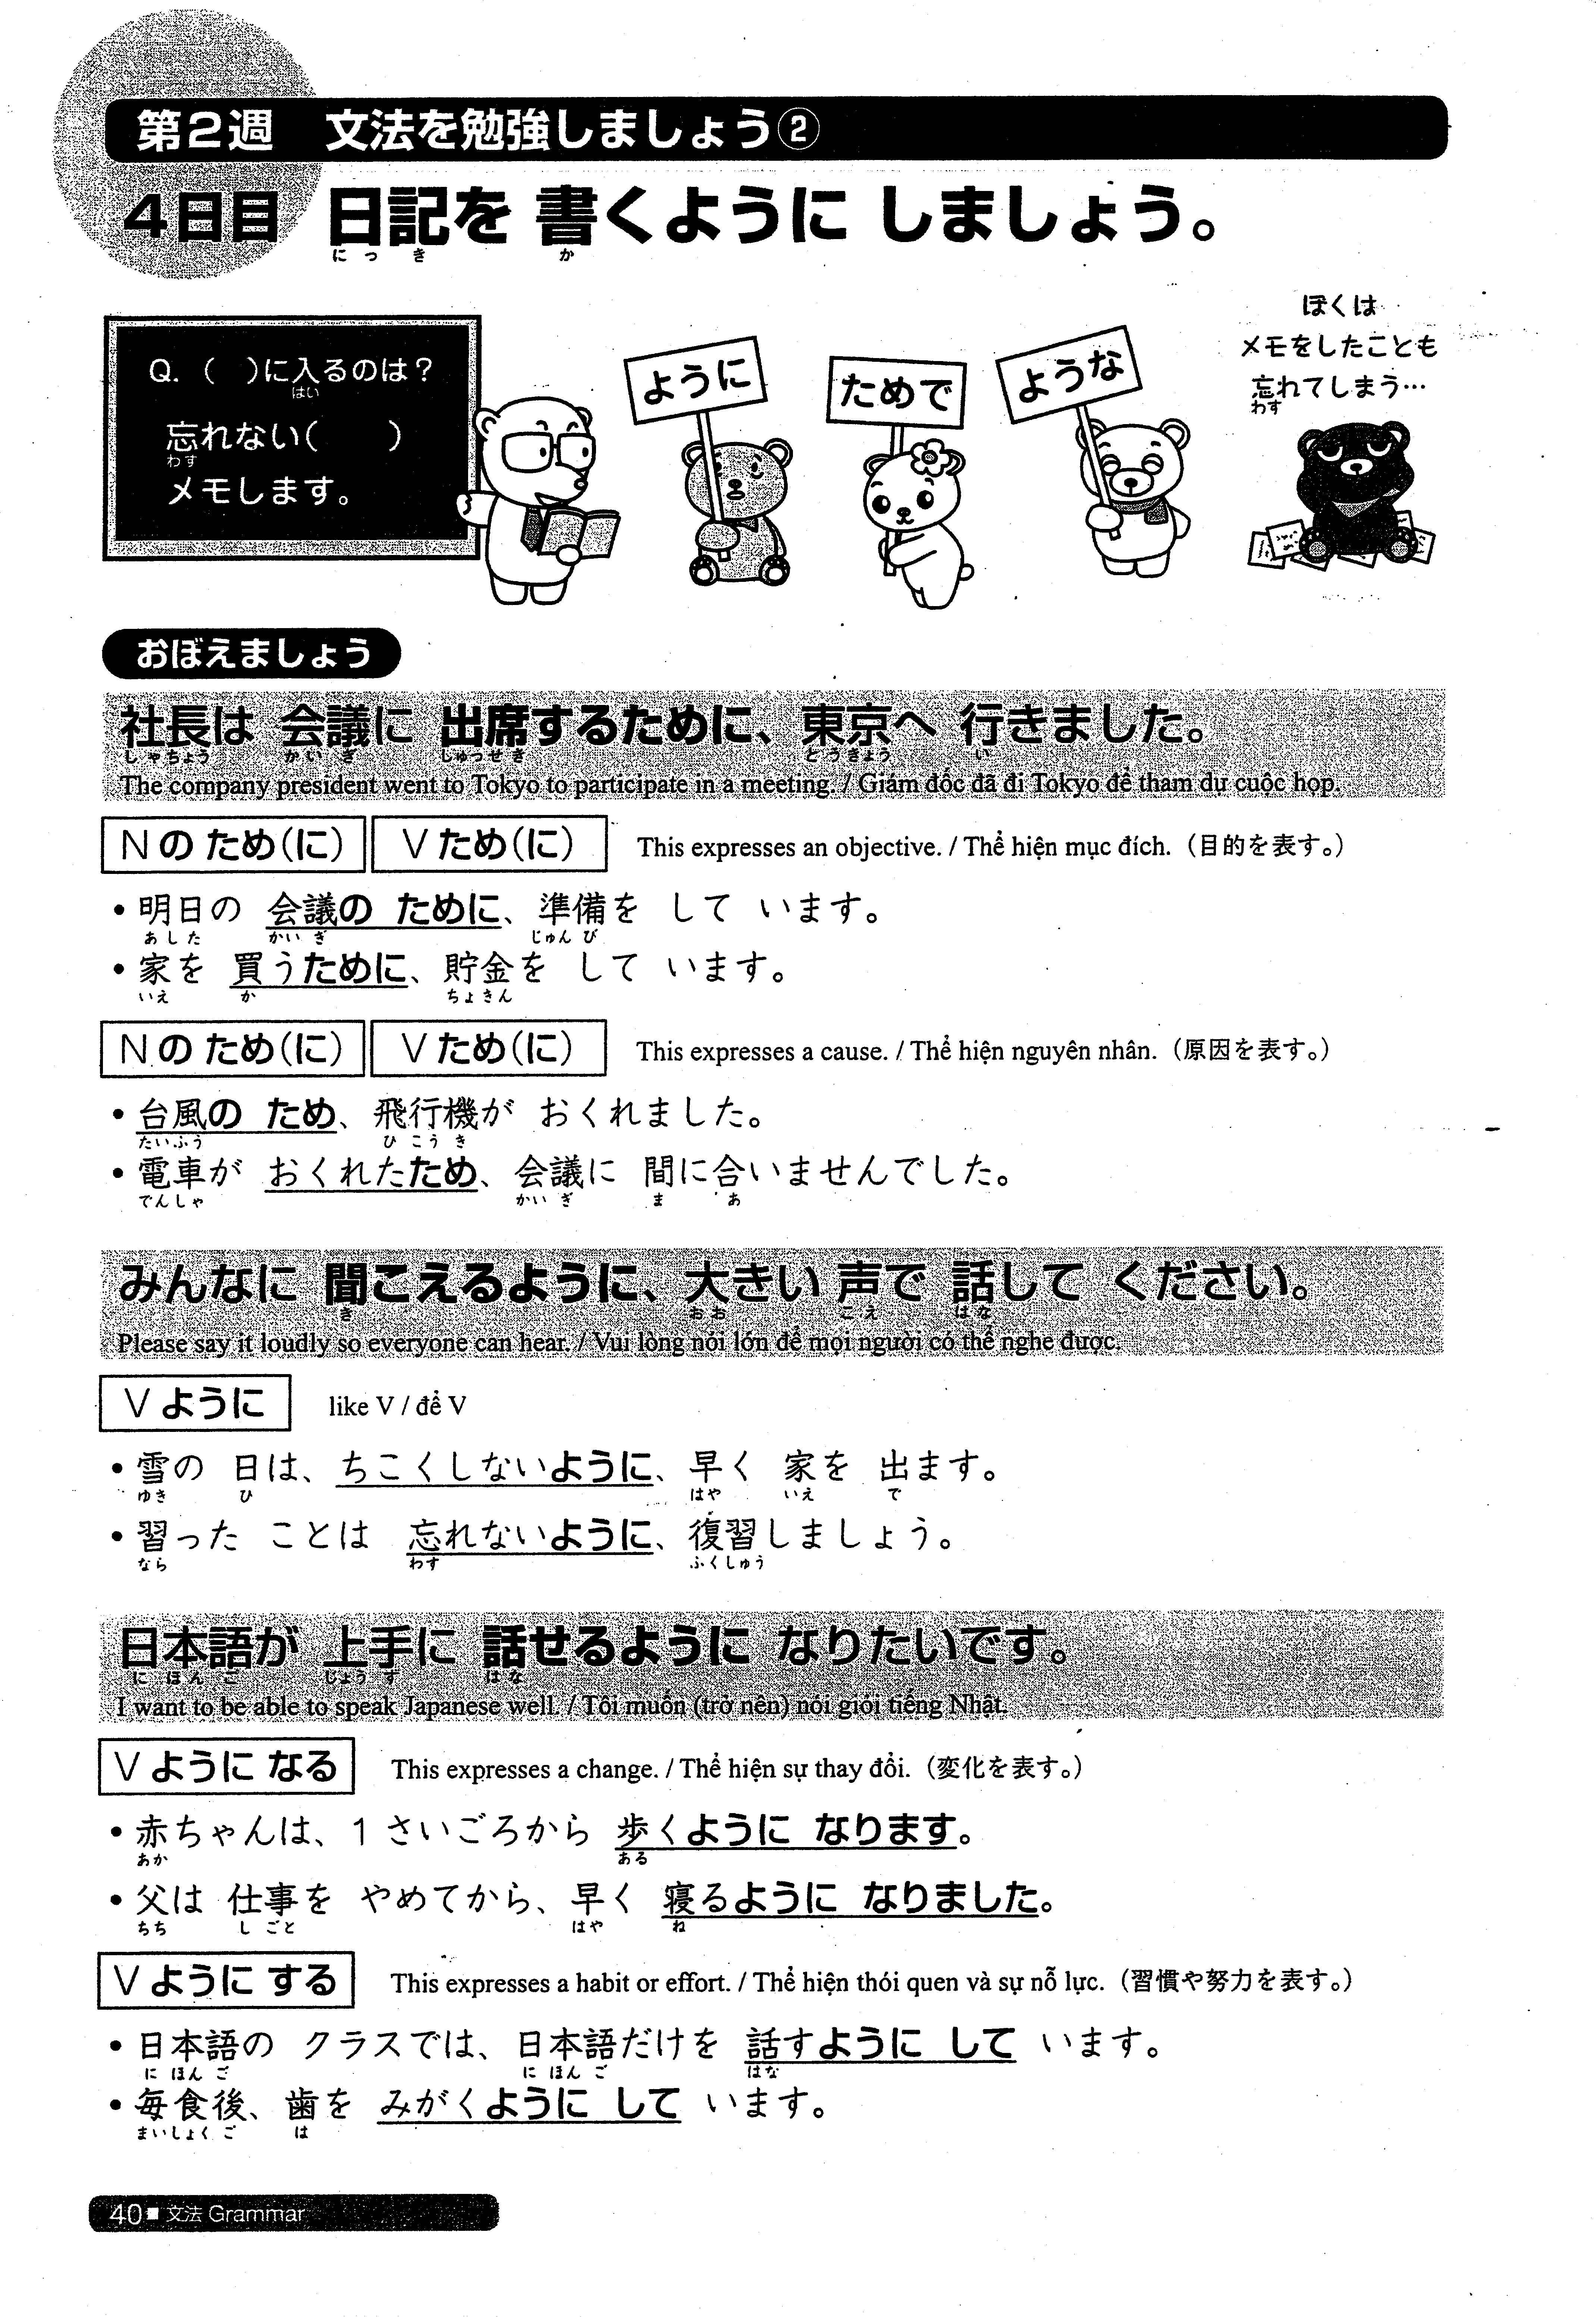 第2週 文法を勉強しましょう②
4日目 日記を 書くように しましょう。
にっき か
Q.（ ）に入るのは？
はい
忘れない（ ）
わす
メモします。
ように
ためで
ような
ぼくは
メモをしたことも
忘れてしまう…
わす
おぼえましょう
社長は 会議に 出席するために、東京へ 行きました。
しゃちょう かいぎ しゅっせき とうきょう い
The company president went to Tokyo to participate in a meeting. / Giám đốc đã đi Tokyo để tham dự cuộc họp.
Nの ため(に) Vため(に) This expresses an objective. / Thể hiện mục đích.（目的を表す。）
• 明日の 会議の ために、準備を して います。
あした かいぎ じゅんび
• 家を 買うために、貯金を して います。
いえ か ちょきん
Nの ため(に) Vため(に) This expresses a cause. / Thể hiện nguyên nhân.（原因を表す。）
• 台風の ため、飛行機が おくれました。
たいふう ひこうき
• 電車が おくれたため、会議に 間に合いませんでした。
でんしゃ かいぎ ま あ
みんなに 聞こえるように、大きい 声で 話して ください。
き おお こえ はな
Please say it loudly so everyone can hear. / Vui lòng nói lớn để mọi người có thể nghe được.
Vように like V / để V
• 雪の 日は、ちこくしないように、早く 家を 出ます。
ゆき ひ はや いえ で
• 習った ことは 忘れないように、復習しましょう。
なら わす ふくしゅう
日本語が 上手に 話せるように なりたいです。
にほんご じょうず はな
I want to be able to speak Japanese well. / Tôi muốn (trở nên) nói giỏi tiếng Nhật.
Vように なる This expresses a change. / Thể hiện sự thay đổi.（変化を表す。）
• 赤ちゃんは、1さいごろから 歩くように なります。
あか ある
• 父は 仕事を やめてから、早く 寝るように なりました。
ちち しごと はや ね
Vように する This expresses a habit or effort. / Thể hiện thói quen và sự nỗ lực.（習慣や努力を表す。）
• 日本語の クラスでは、日本語だけを 話すように して います。
にほんご にほんご はな
• 毎食後、歯を みがくように して います。
まいしょくご は
40■文法 Grammar